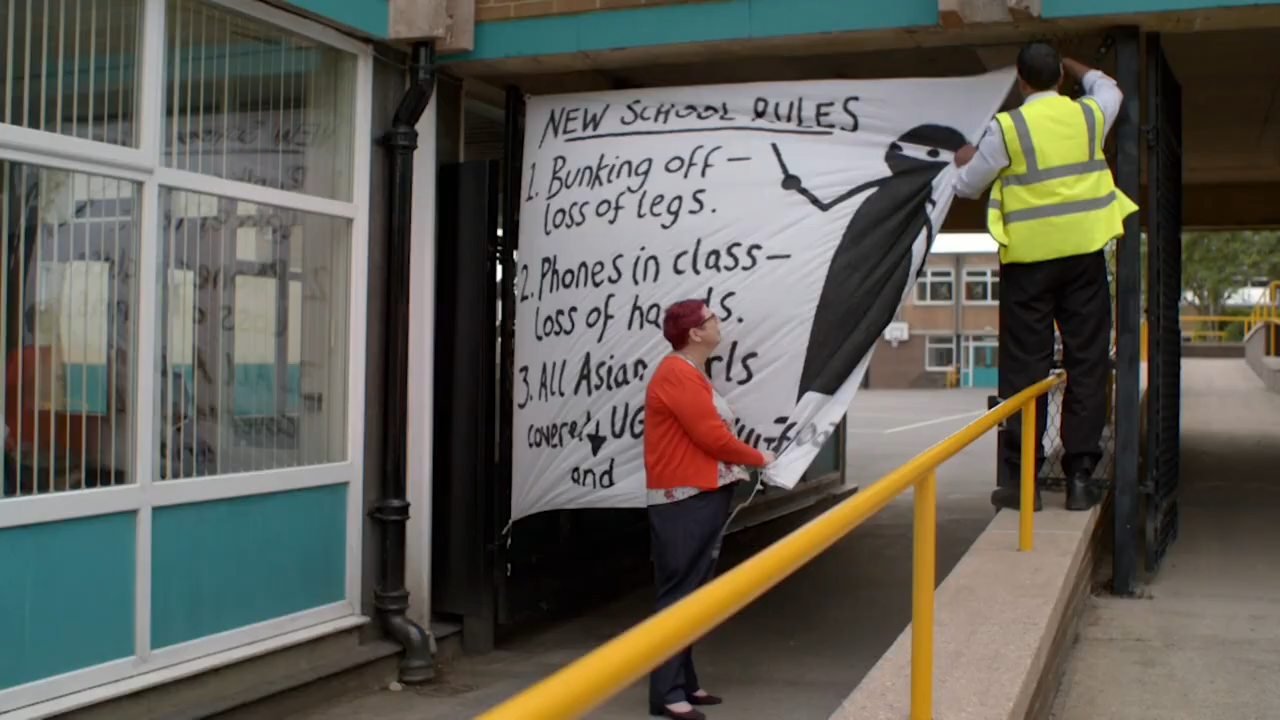 NEW SCHOOL RULES
1. Bunking off —
loss of legs.
2. Phones in class —
loss of
3. All Asian
and